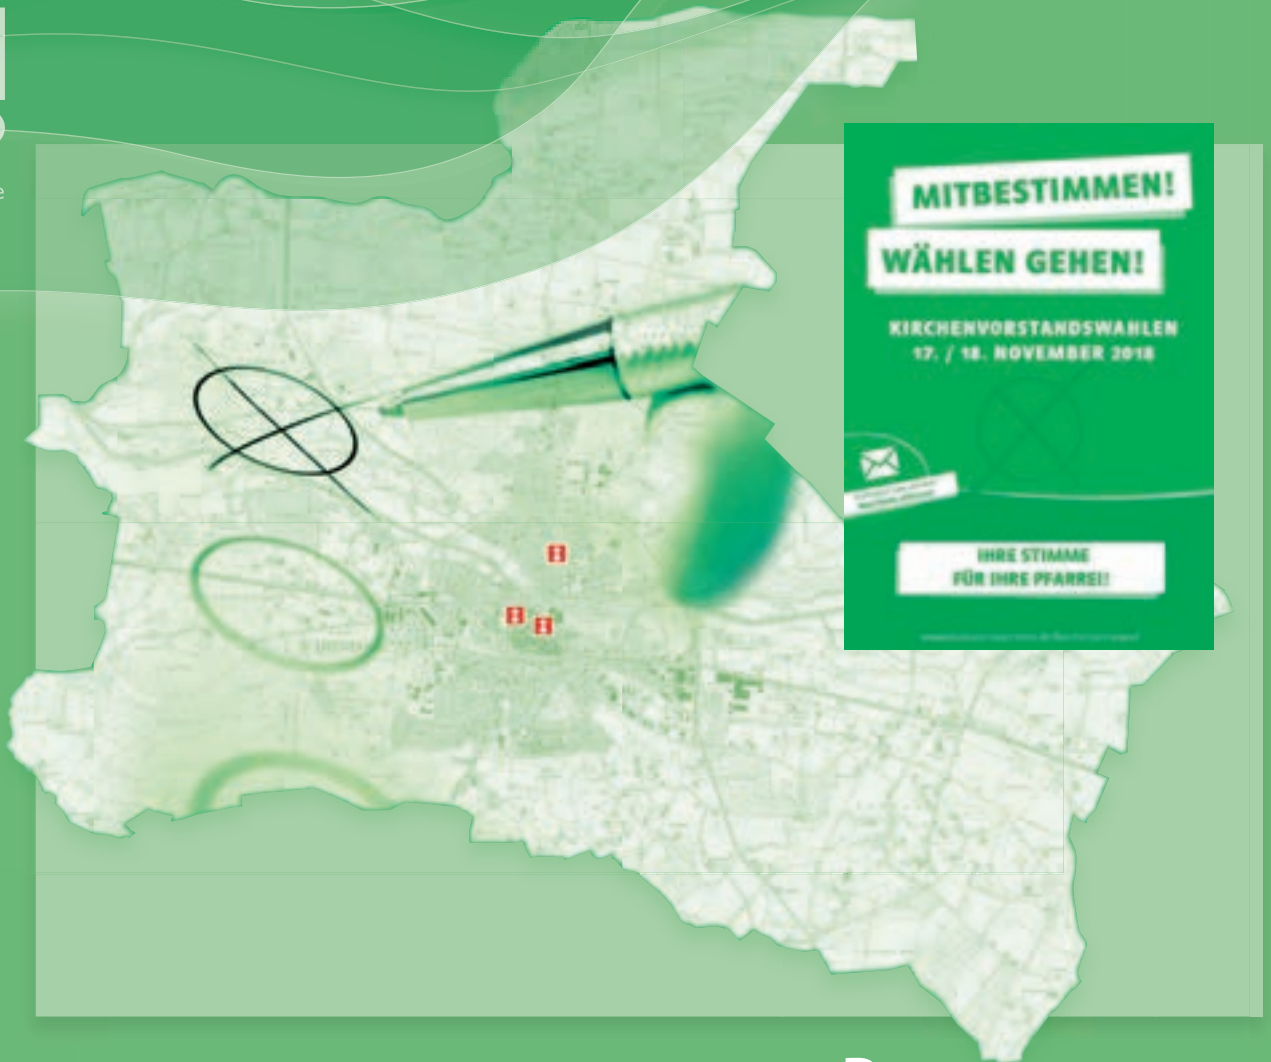 e
MITBESTIMMEN!
WÄHLEN GEHEN!
KIRCHENVORSTANDSWAHLEN
17. / 18. NOVEMBER 2018
IHRE STIMME
FÜR IHRE PFARREI!